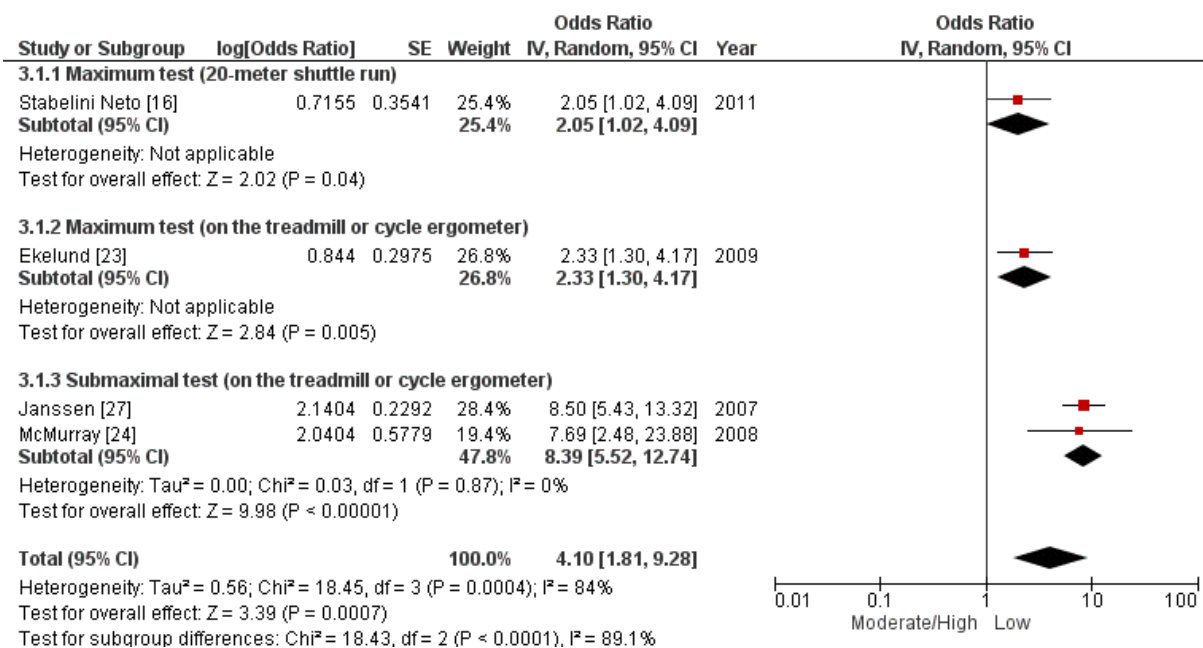 Odds Ratio Odds Ratio
Study or Subgroup log[Odds Ratio] SE Weight IV, Random, 95% CI Year IV, Random, 95% CI
3.1.1 Maximum test (20-meter shuttle run)
Stabelini Neto [16] 0.7155 0.3541 25.4% 2.05 [1.02, 4.09] 2011
Subtotal (95% CI) 25.4% 2.05 [1.02, 4.09]
Heterogeneity: Not applicable
Test for overall effect: Z = 2.02 (P = 0.04)
3.1.2 Maximum test (on the treadmill or cycle ergometer)
Ekelund [23] 0.844 0.2975 26.8% 2.33 [1.30, 4.17] 2009
Subtotal (95% CI) 26.8% 2.33 [1.30, 4.17]
Heterogeneity: Not applicable
Test for overall effect: Z = 2.84 (P = 0.005)
3.1.3 Submaximal test (on the treadmill or cycle ergometer)
Janssen [27] 2.1404 0.2292 28.4% 8.50 [5.43, 13.32] 2007
McMurray [24] 2.0404 0.5779 19.4% 7.69 [2.48, 23.88] 2008
Subtotal (95% CI) 47.8% 8.39 [5.52, 12.74]
Heterogeneity: Tau² = 0.00; Chi² = 0.03, df = 1 (P = 0.87); I² = 0%
Test for overall effect: Z = 9.98 (P < 0.00001)
Total (95% CI) 100.0% 4.10 [1.81, 9.28]
Heterogeneity: Tau² = 0.56; Chi² = 18.45, df = 3 (P = 0.0004); I² = 84%
Test for overall effect: Z = 3.39 (P = 0.0007)
Test for subgroup differences: Chi² = 18.43, df = 2 (P < 0.0001), I² = 89.1%
0.01 0.1 1 10 100
Moderate/High Low